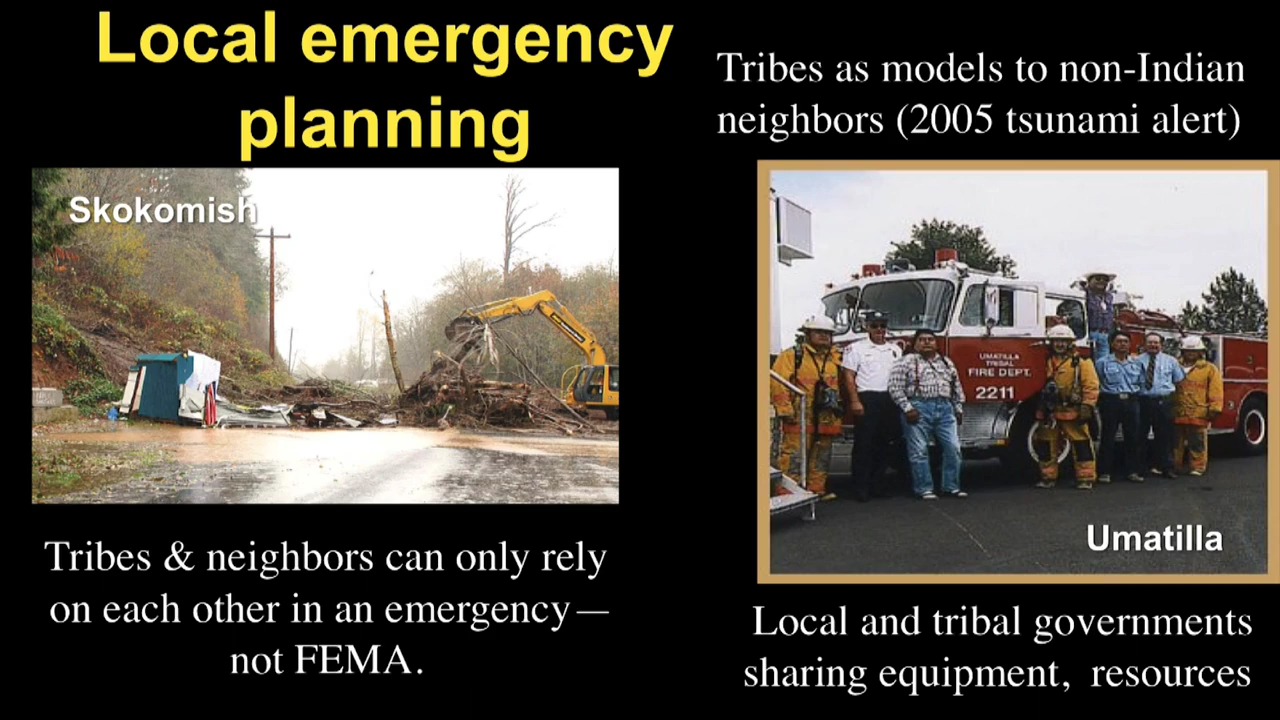 Local emergency
planning
Tribes as models to non-Indian
neighbors (2005 tsunami alert)
Skokomish
UMATILLA
TRIBAL
FIRE DEPT.
2211
Umatilla
Tribes & neighbors can only rely
on each other in an emergency—
not FEMA.
Local and tribal governments
sharing equipment, resources